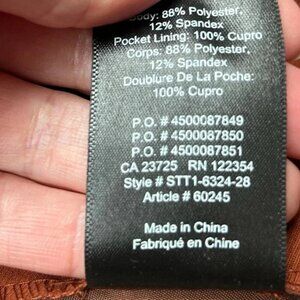 Body: 88% Polyester,
12% Spandex
Pocket Lining: 100% Cupro
Corps: 88% Polyester,
12% Spandex
Doublure De La Poche:
100% Cupro
P.O. # 4500087849
P.O. # 4500087850
P.O. # 4500087851
CA 23725 RN 122354
Style # STT1-6324-28
Article # 60245
Made in China
Fabriqué en Chine